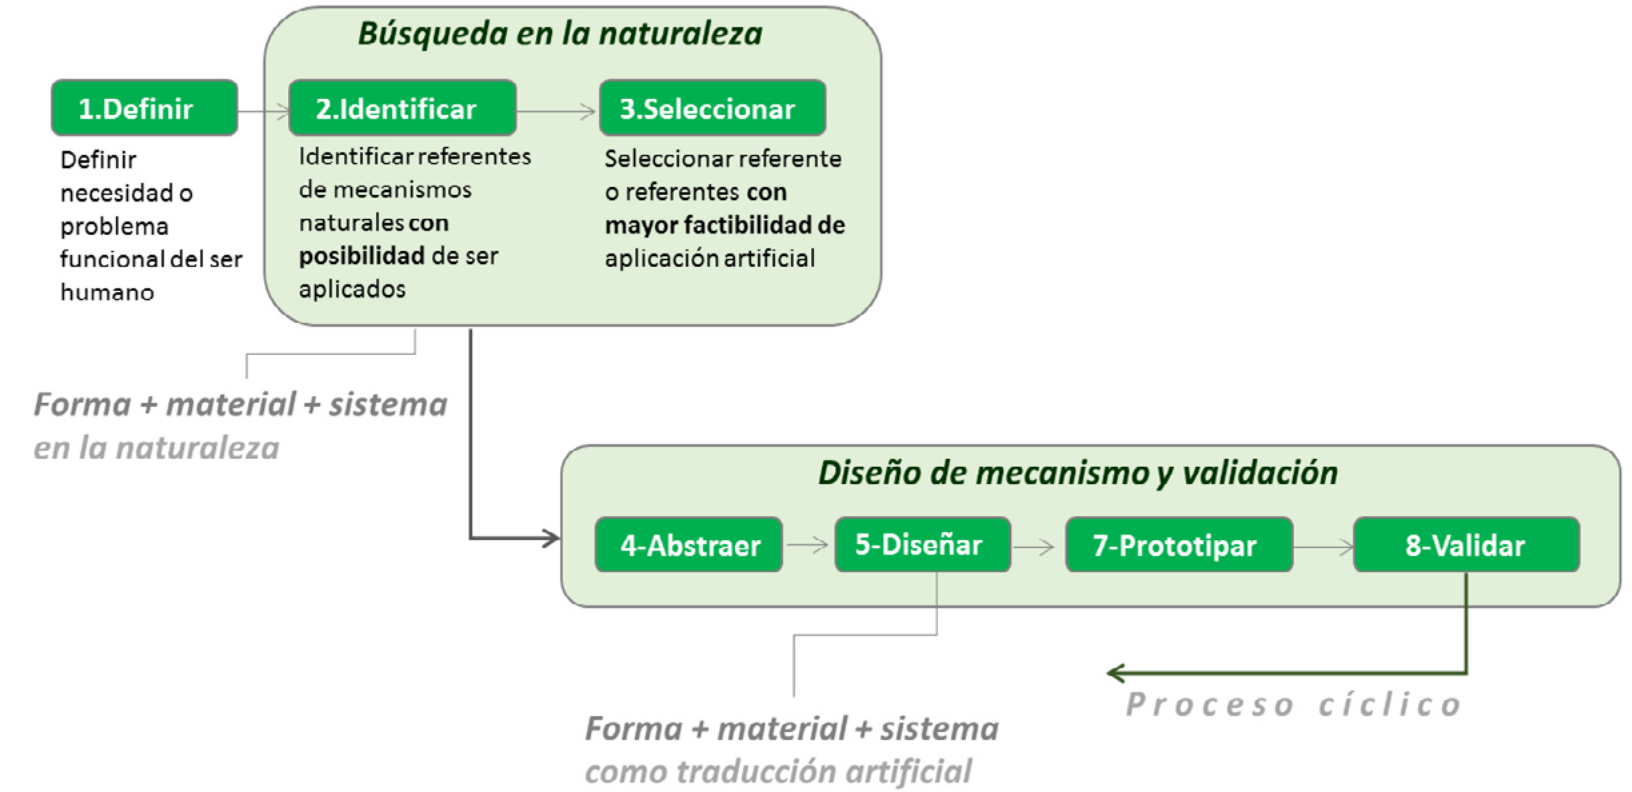 Búsqueda en la naturaleza
1.Definir
Definir
necesidad o
problema
funcional del ser
humano
2.Identificar
Identificar referentes
de mecanismos
naturales con
posibilidad de ser
aplicados
3.Seleccionar
Seleccionar referente
o referentes con
mayor factibilidad de
aplicación artificial
Forma + material + sistema
en la naturaleza
Diseño de mecanismo y validación
4-Abstraer
5-Diseñar
7-Prototipar
8-Validar
Forma + material + sistema
como traducción artificial
Proceso cíclico